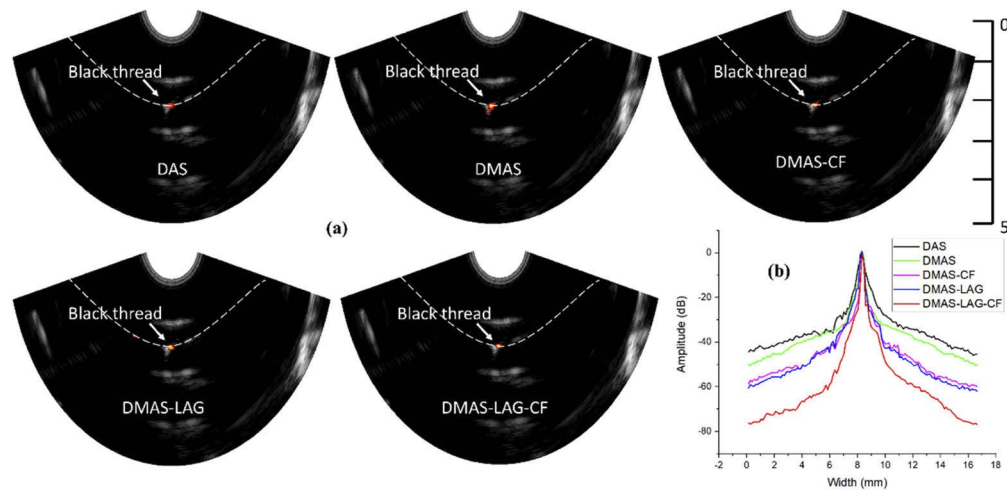 Black thread
DAS
Black thread
DMAS
Black thread
DMAS-CF
0
5
(a)
Black thread
DMAS-LAG
Black thread
DMAS-LAG-CF
(b)
DAS
DMAS
DMAS-CF
DMAS-LAG
DMAS-LAG-CF
Amplitude (dB)
0
-20
-40
-60
-80
-2 0 2 4 6 8 10 12 14 16 18
Width (mm)